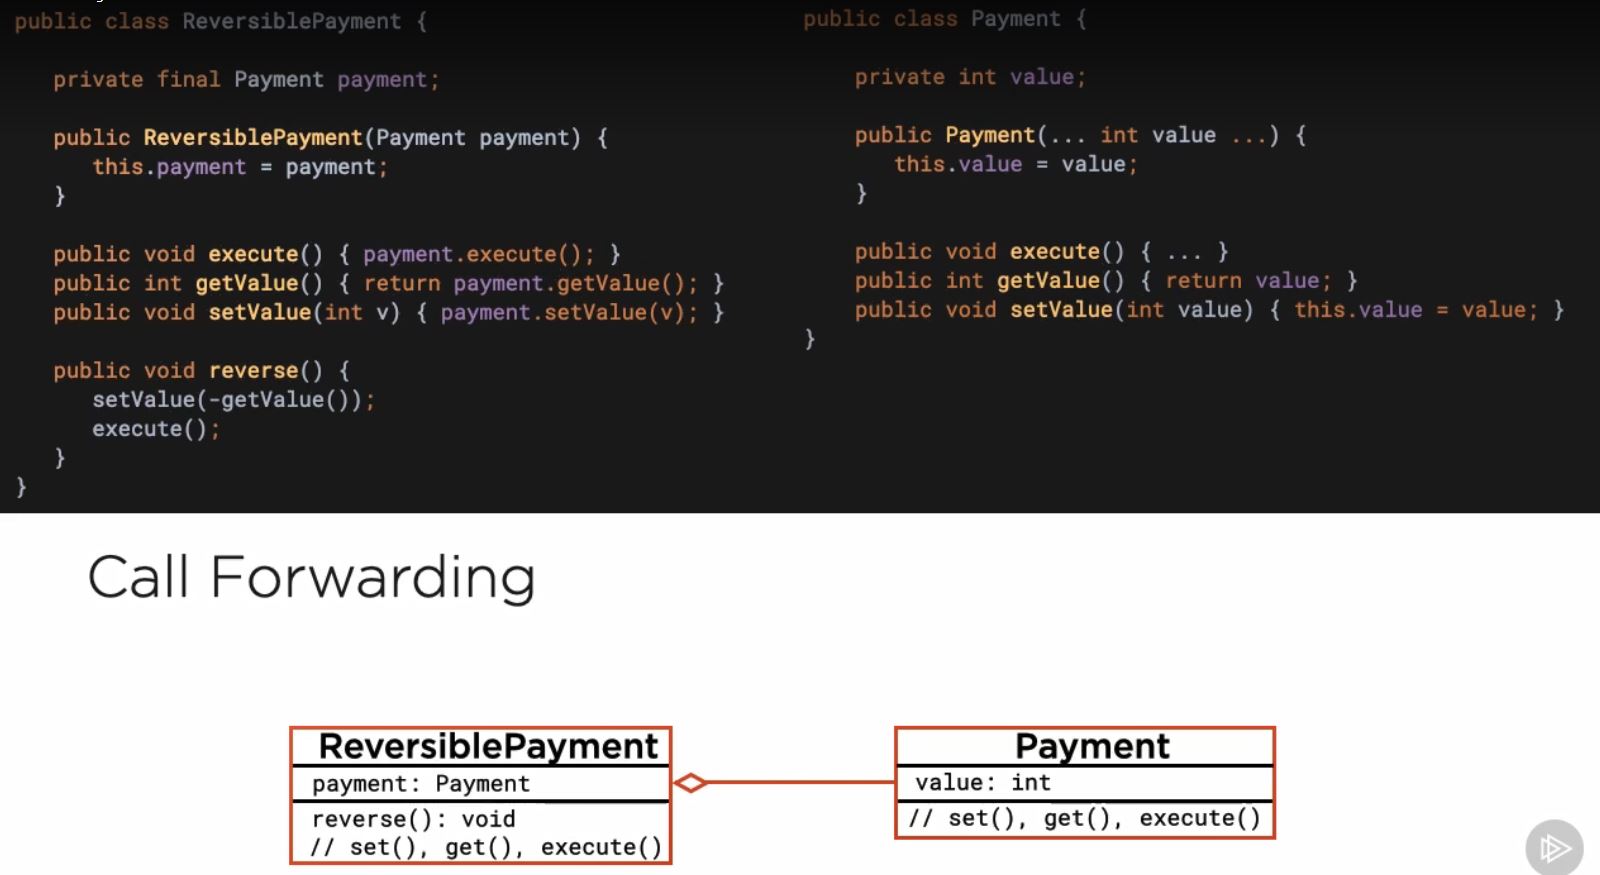 public class ReversiblePayment {
private final Payment payment;
public ReversiblePayment(Payment payment) {
this.payment = payment;
}
public void execute() { payment.execute(); }
public int getValue() { return payment.getValue(); }
public void setValue(int v) { payment.setValue(v); }
public void reverse() {
setValue(-getValue());
execute();
}
}
public class Payment {
private int value;
public Payment(... int value ...) {
this.value = value;
}
public void execute() { ... }
public int getValue() { return value; }
public void setValue(int value) { this.value = value; }
}
Call Forwarding
ReversiblePayment
payment: Payment
reverse(): void
// set(), get(), execute()
Payment
value: int
// set(), get(), execute()